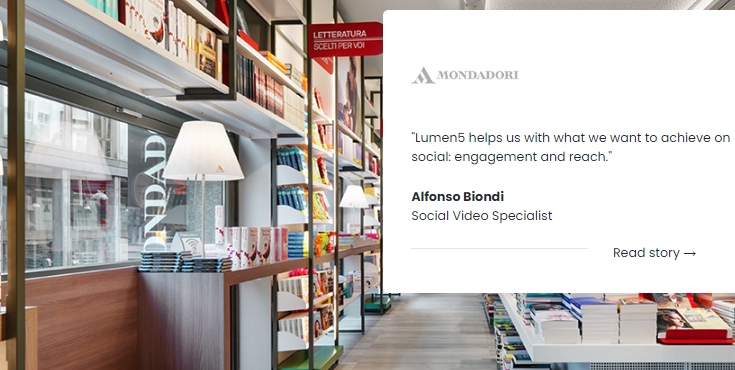 LETTERATURA
SCELTI PER VOI
MONDADORI
"Lumen5 helps us with what we want to achieve on
social: engagement and reach."
Alfonso Biondi
Social Video Specialist
Read story →
ONDAD